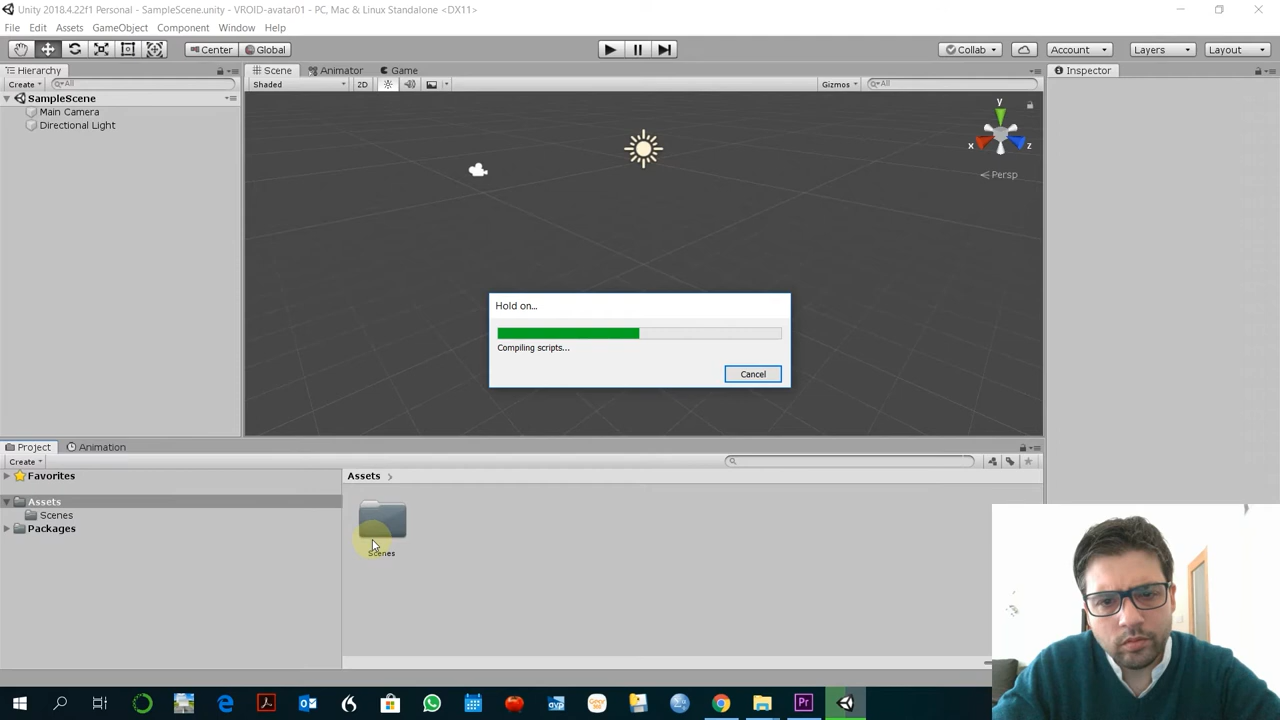 Unity 2018.4.22f1 Personal - SampleScene.unity - VROID-avatar01 - PC, Mac & Linux Standalone <DX11>
File Edit Assets GameObject Component Window Help
Center Global Collab Account Layers Layout
Hierarchy Scene Animator Game Inspector
Create All Shaded 2D Gizmos All
SampleScene
Main Camera
Directional Light
y
x z
Persp
Hold on...
Compiling scripts...
Cancel
Project Animation
Create
Favorites Assets
Assets
Scenes
Packages
Scenes